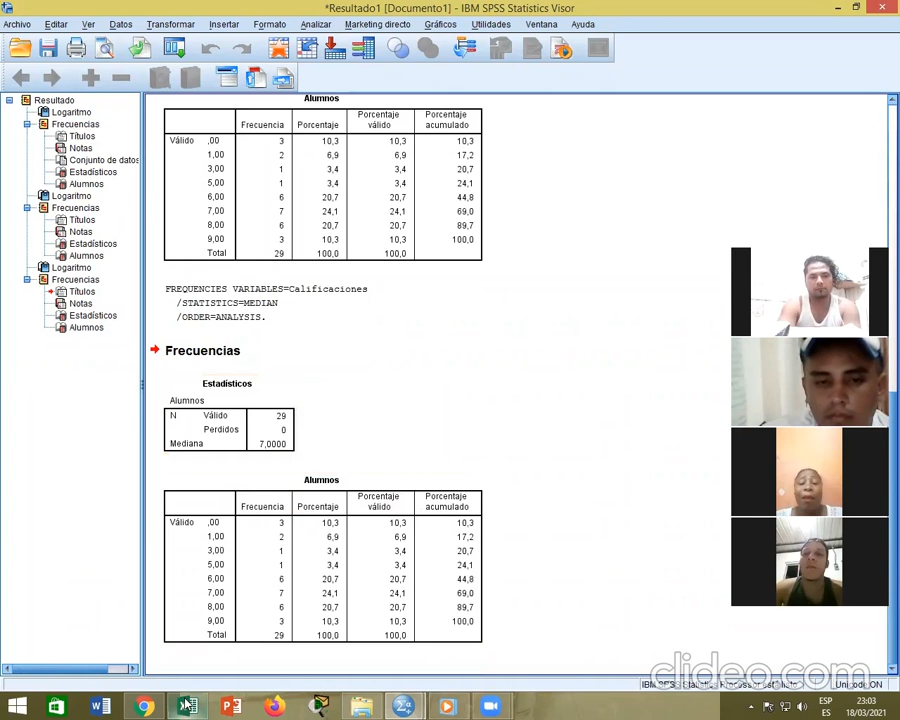 *Resultado1 [Documento1] - IBM SPSS Statistics Visor
Archivo Editar Ver Datos Transformar Insertar Formato Analizar Marketing directo Gráficos Utilidades Ventana Ayuda
Resultado
Logaritmo
Frecuencias
Títulos
Notas
Conjunto de datos
Estadísticos
Alumnos
Logaritmo
Frecuencias
Títulos
Notas
Estadísticos
Alumnos
Logaritmo
Frecuencias
Títulos
Notas
Estadísticos
Alumnos
Alumnos
Frecuencia Porcentaje Porcentaje válido Porcentaje acumulado
Válido ,00 3 10,3 10,3 10,3
1,00 2 6,9 6,9 17,2
3,00 1 3,4 3,4 20,7
5,00 1 3,4 3,4 24,1
6,00 6 20,7 20,7 44,8
7,00 7 24,1 24,1 69,0
8,00 6 20,7 20,7 89,7
9,00 3 10,3 10,3 100,0
Total 29 100,0 100,0
FREQUENCIES VARIABLES=Calificaciones
/STATISTICS=MEDIAN
/ORDER=ANALYSIS.
Frecuencias
Estadísticos
Alumnos
N Válido 29
Perdidos 0
Mediana 7,0000
Alumnos
Frecuencia Porcentaje Porcentaje válido Porcentaje acumulado
Válido ,00 3 10,3 10,3 10,3
1,00 2 6,9 6,9 17,2
3,00 1 3,4 3,4 20,7
5,00 1 3,4 3,4 24,1
6,00 6 20,7 20,7 44,8
7,00 7 24,1 24,1 69,0
8,00 6 20,7 20,7 89,7
9,00 3 10,3 10,3 100,0
Total 29 100,0 100,0
clideo.com
IBM SPSS Statistics Unicode:ON
ESP 23:03
ES 18/03/2021